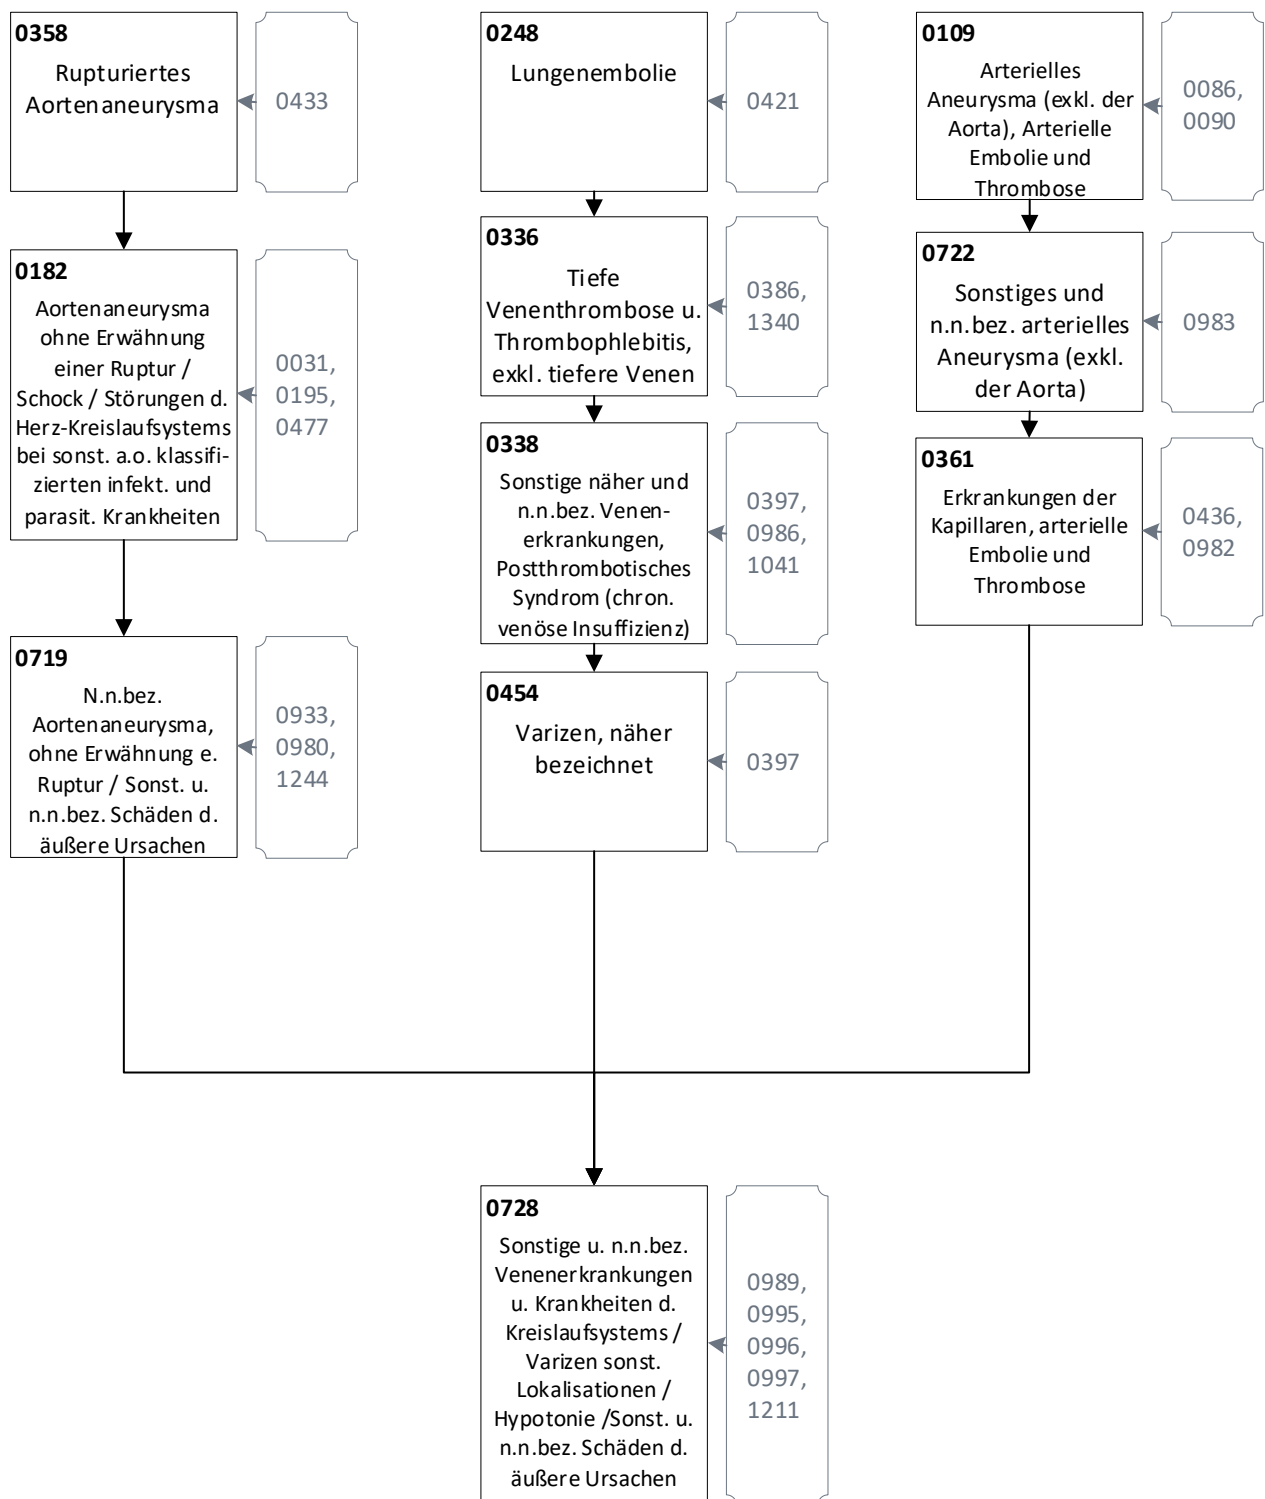 0358
Rupturiertes
Aortenaneurysma
0433
0182
Aortenaneurysma
ohne Erwähnung
einer Ruptur /
Schock / Störungen d.
Herz-Kreislaufsystems
bei sonst. a.o. klassifi-
zierten infekt. und
parasit. Krankheiten
0031,
0195,
0477
0719
N.n.bez.
Aortenaneurysma,
ohne Erwähnung e.
Ruptur / Sonst. u.
n.n.bez. Schäden d.
äußere Ursachen
0933,
0980,
1244
0248
Lungenembolie
0421
0336
Tiefe
Venenthrombose u.
Thrombophlebitis,
exkl. tiefere Venen
0386,
1340
0338
Sonstige näher und
n.n.bez. Venen-
erkrankungen,
Postthrombotisches
Syndrom (chron.
venöse Insuffizienz)
0397,
0986,
1041
0454
Varizen, näher
bezeichnet
0397
0109
Arterielles
Aneurysma (exkl. der
Aorta), Arterielle
Embolie und
Thrombose
0086,
0090
0722
Sonstiges und
n.n.bez. arterielles
Aneurysma (exkl.
der Aorta)
0983
0361
Erkrankungen der
Kapillaren, arterielle
Embolie und
Thrombose
0436,
0982
0728
Sonstige u. n.n.bez.
Venenerkrankungen
u. Krankheiten d.
Kreislaufsystems /
Varizen sonst.
Lokalisationen /
Hypotonie /Sonst. u.
n.n.bez. Schäden d.
äußere Ursachen
0989,
0995,
0996,
0997,
1211